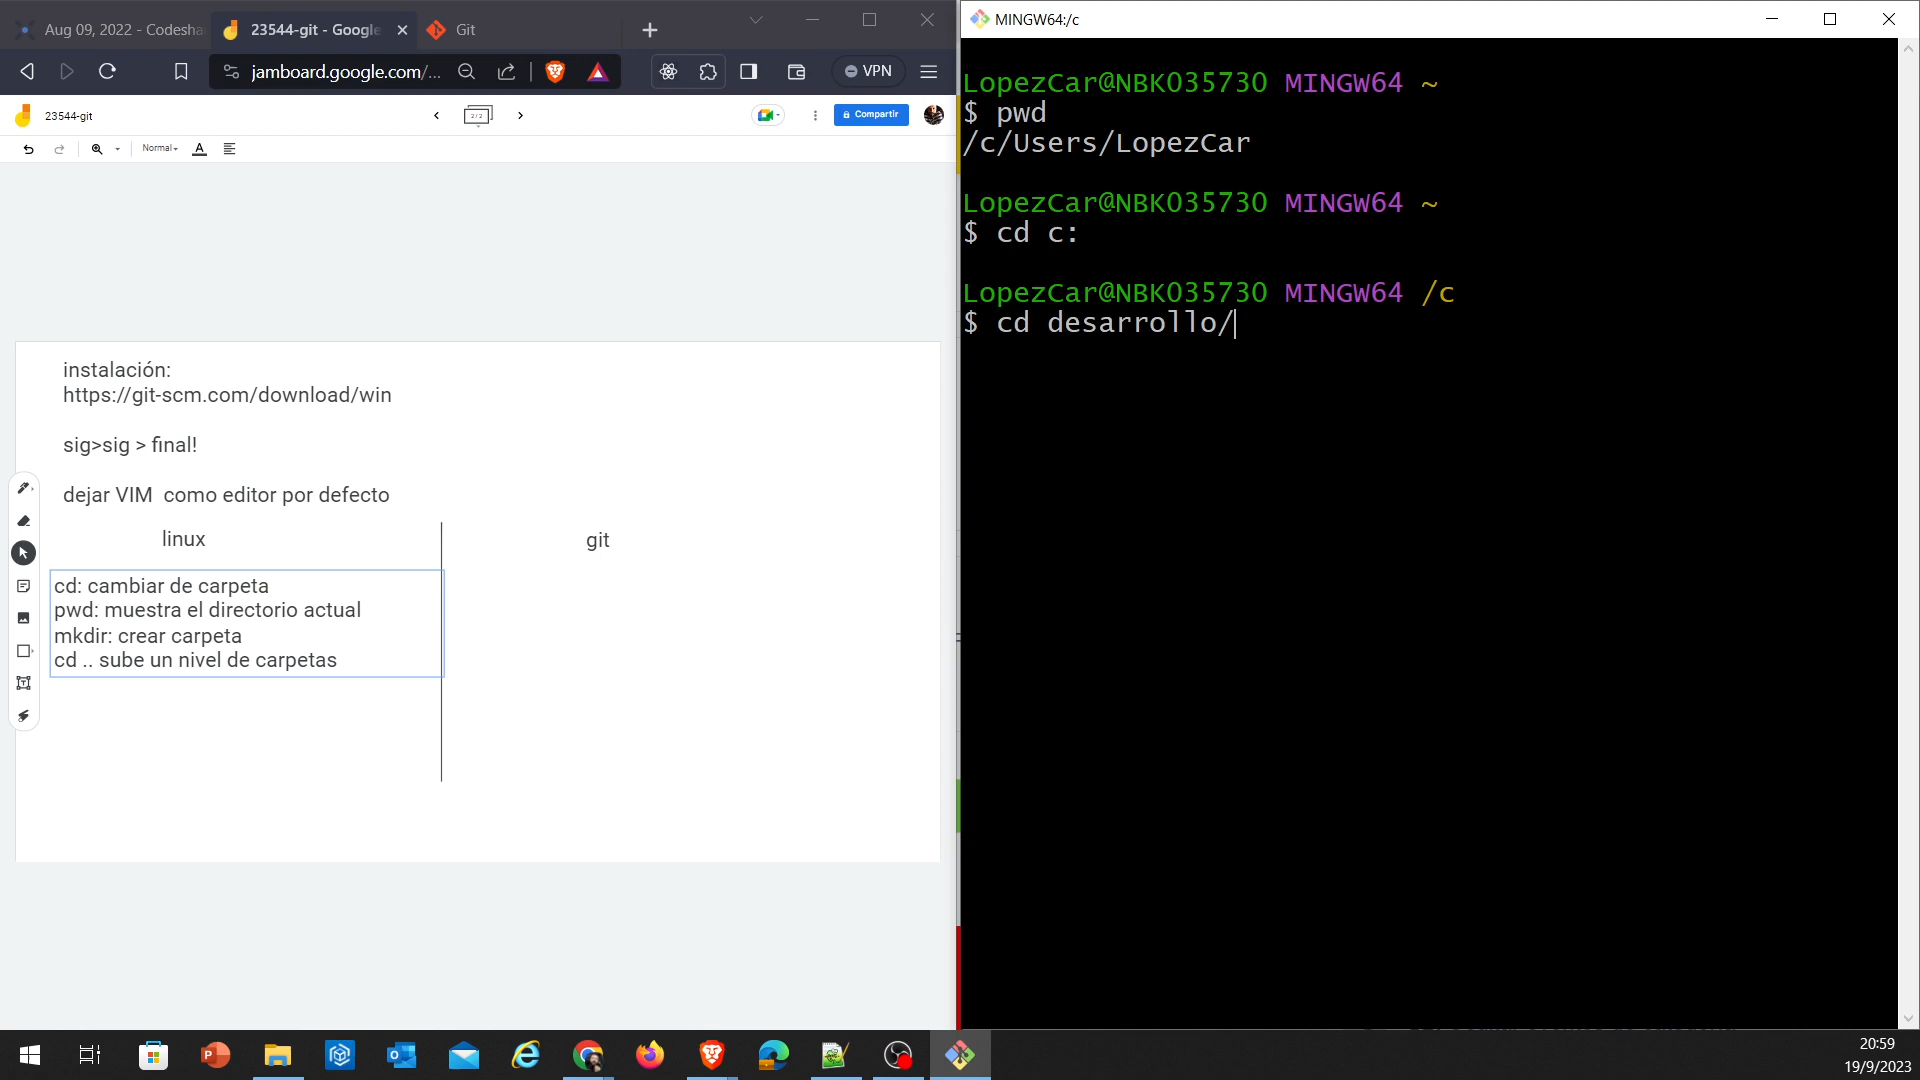 Aug 09, 2022 - Codesha
23544-git - Google
Git
jamboard.google.com/...
VPN
23544-git
2/2
Compartir
Normal
instalación:
https://git-scm.com/download/win
sig>sig > final!
dejar VIM como editor por defecto
linux
git
cd: cambiar de carpeta
pwd: muestra el directorio actual
mkdir: crear carpeta
cd .. sube un nivel de carpetas
MINGW64:/c
LopezCar@NBK035730 MINGW64 ~
$ pwd
/c/Users/LopezCar
LopezCar@NBK035730 MINGW64 ~
$ cd c:
LopezCar@NBK035730 MINGW64 /c
$ cd desarrollo/
20:59
19/9/2023